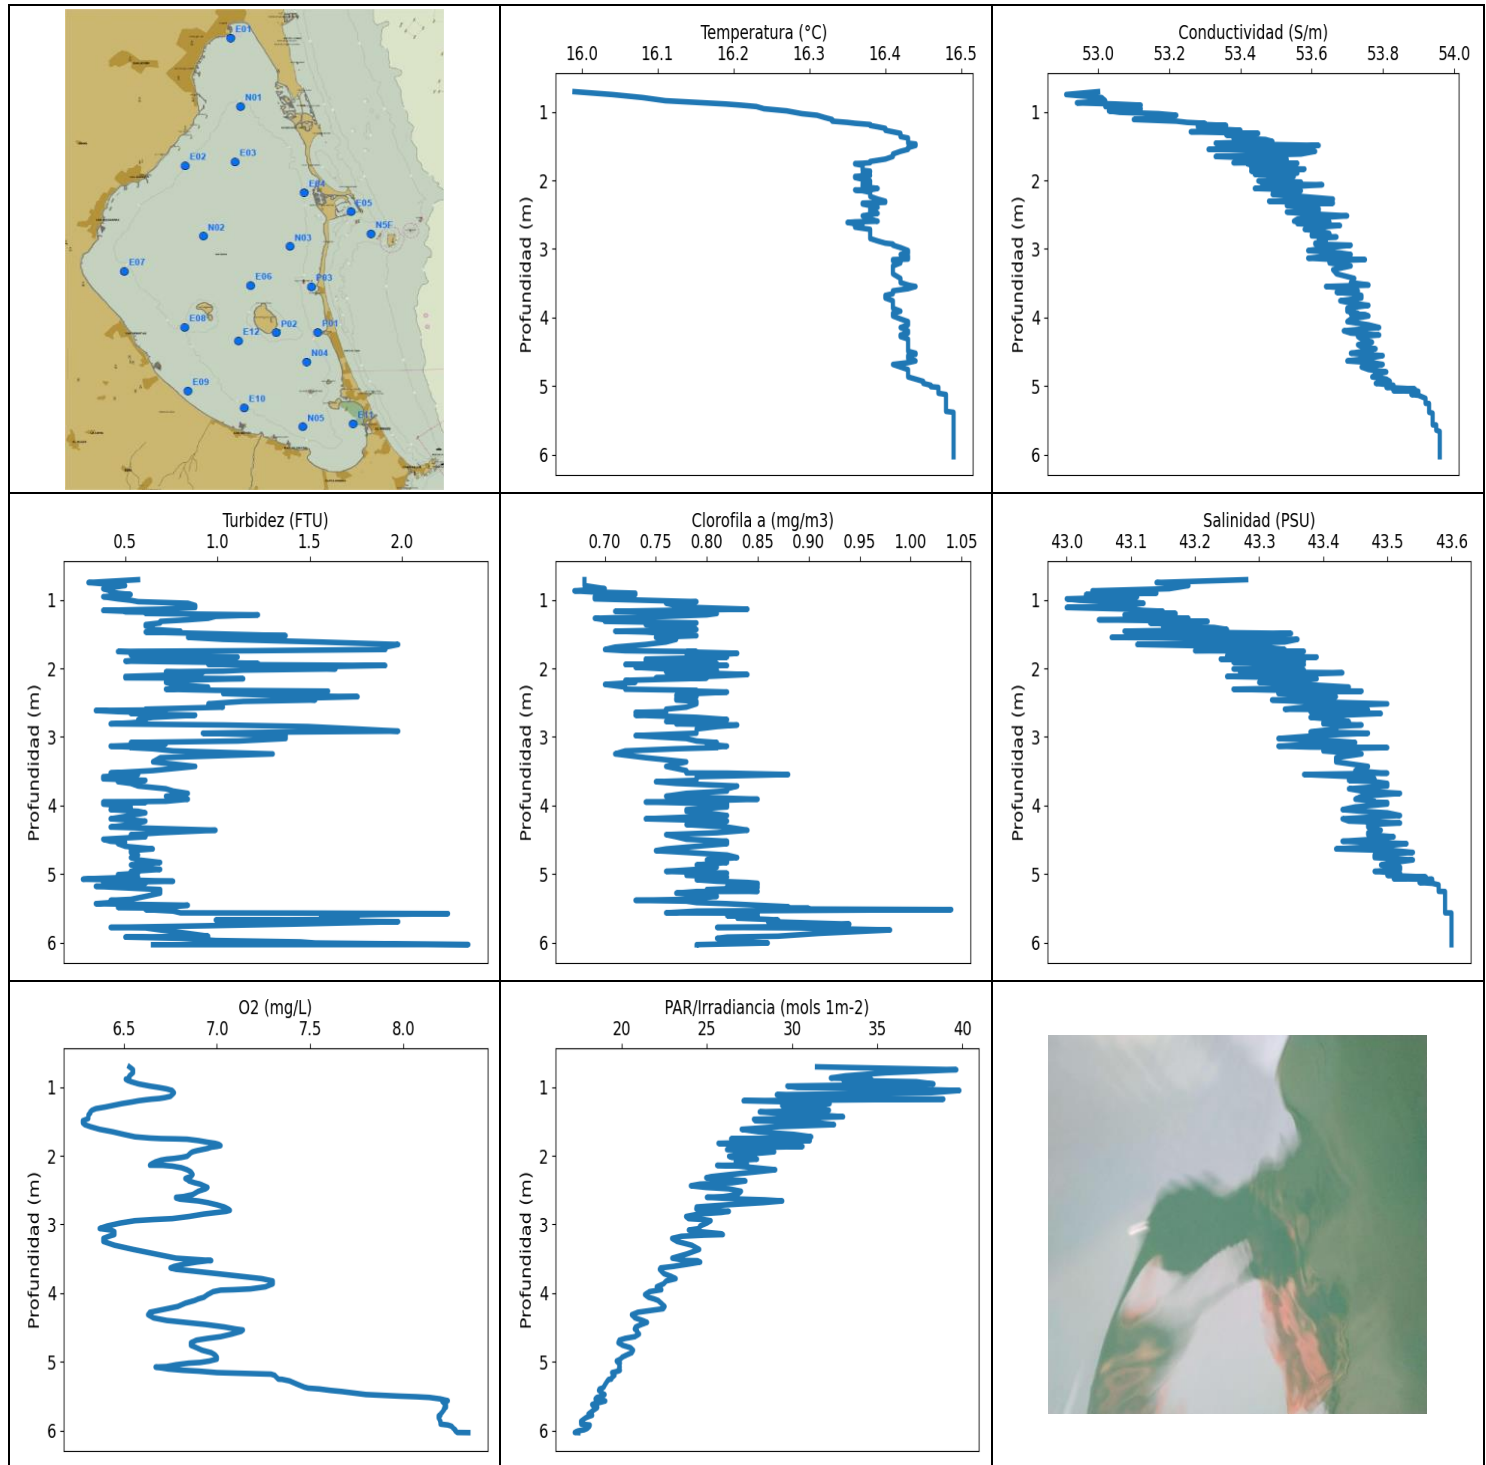 E01
N01
E02
E03
E04
E05
N5F
N02
N03
E07
E06
P03
E08
P02
P01
E12
N04
E09
E10
N05
E11
Temperatura (°C)
16.0 16.1 16.2 16.3 16.4 16.5
Profundidad (m)
1
2
3
4
5
6
Conductividad (S/m)
53.0 53.2 53.4 53.6 53.8 54.0
Profundidad (m)
1
2
3
4
5
6
Turbidez (FTU)
0.5 1.0 1.5 2.0
Profundidad (m)
1
2
3
4
5
6
Clorofila a (mg/m3)
0.70 0.75 0.80 0.85 0.90 0.95 1.00 1.05
Profundidad (m)
1
2
3
4
5
6
Salinidad (PSU)
43.0 43.1 43.2 43.3 43.4 43.5 43.6
Profundidad (m)
1
2
3
4
5
6
O2 (mg/L)
6.5 7.0 7.5 8.0
Profundidad (m)
1
2
3
4
5
6
PAR/Irradiancia (mols 1m-2)
20 25 30 35 40
Profundidad (m)
1
2
3
4
5
6